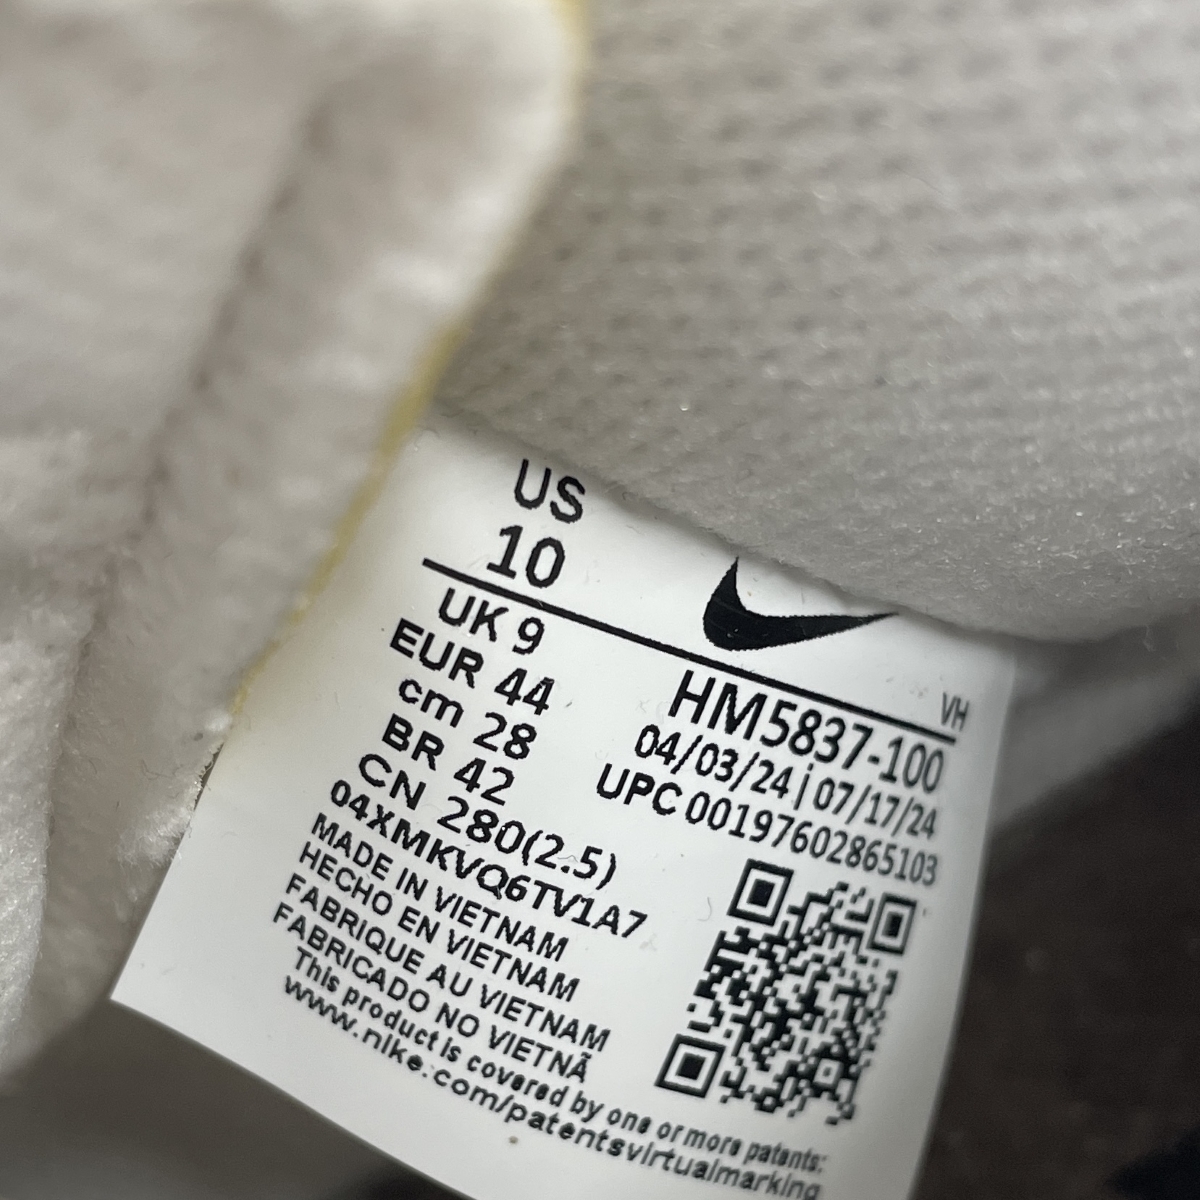 US
10
UK 9
EUR 44
cm 28
BR 42
CN 280(2.5)
04XMKVQ6TV1A7
MADE IN VIETNAM
HECHO EN VIETNAM
FABRIQUE AU VIETNAM
FABRICADO NO VIETNÃ
This product is covered by one or more patents:
www.nike.com/patentsvirtualmarking
VH
HM5837-100
04/03/24 | 07/17/24
UPC 00197602865103